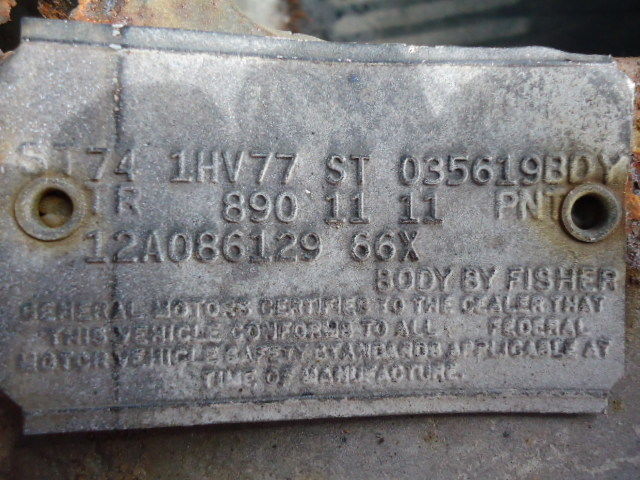 ST74 1HV77 ST 035619BDY
TR 890 11 11 PNT
12A086129 66X
BODY BY FISHER
GENERAL MOTORS CERTIFIES TO THE DEALER THAT
THIS VEHICLE CONFORMS TO ALL FEDERAL
MOTOR VEHICLE SAFETY STANDARDS APPLICABLE AT
TIME OF MANUFACTURE.